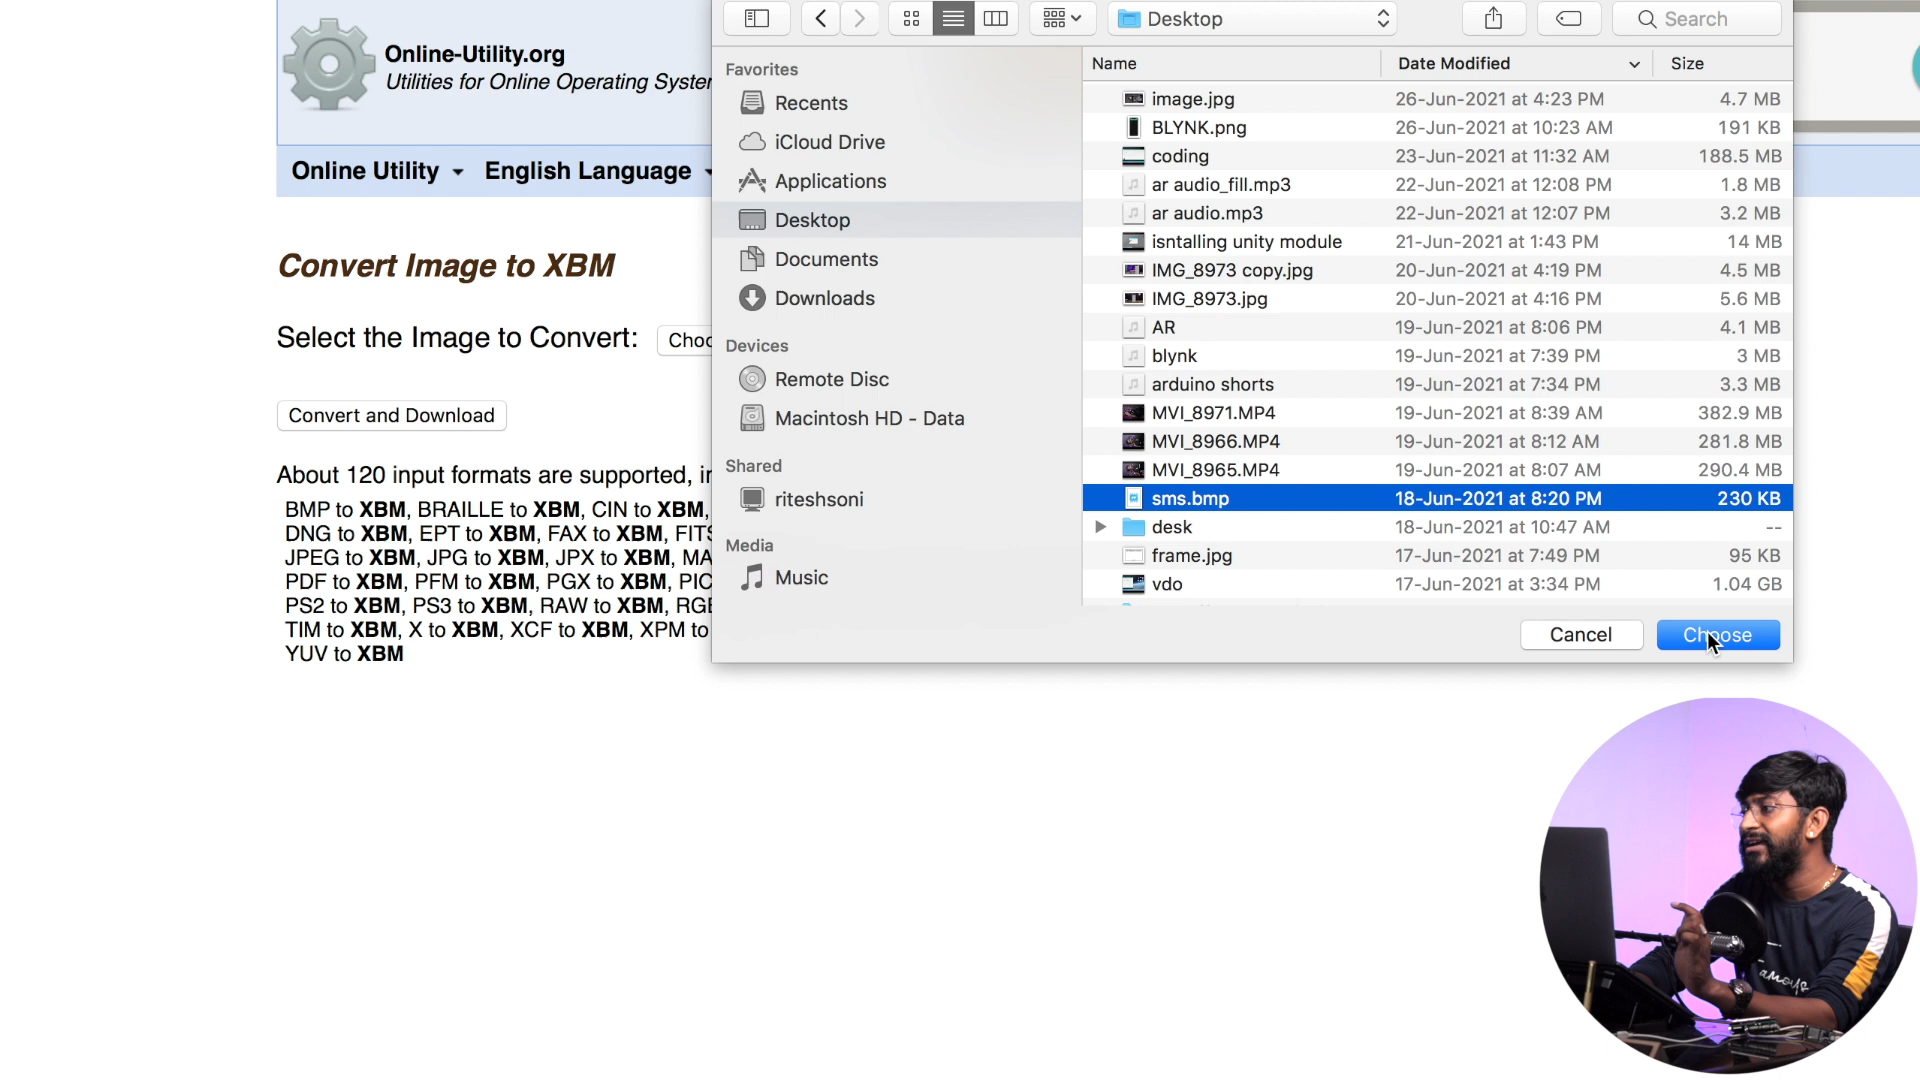 Online-Utility.org
Utilities for Online Operating Syster
Online Utility
English Language
Convert Image to XBM
Select the Image to Convert: Choo
Convert and Download
About 120 input formats are supported, in
BMP to XBM, BRAILLE to XBM, CIN to XBM,
DNG to XBM, EPT to XBM, FAX to XBM, FITS
JPEG to XBM, JPG to XBM, JPX to XBM, MA
PDF to XBM, PFM to XBM, PGX to XBM, PIC
PS2 to XBM, PS3 to XBM, RAW to XBM, RGB
TIM to XBM, X to XBM, XCF to XBM, XPM to
YUV to XBM
Desktop
Search
Favorites
Recents
iCloud Drive
Applications
Desktop
Documents
Downloads
Devices
Remote Disc
Macintosh HD - Data
Shared
riteshsoni
Media
Music
Name Date Modified Size
image.jpg 26-Jun-2021 at 4:23 PM 4.7 MB
BLYNK.png 26-Jun-2021 at 10:23 AM 191 KB
coding 23-Jun-2021 at 11:32 AM 188.5 MB
ar audio_fill.mp3 22-Jun-2021 at 12:08 PM 1.8 MB
ar audio.mp3 22-Jun-2021 at 12:07 PM 3.2 MB
isntalling unity module 21-Jun-2021 at 1:43 PM 14 MB
IMG_8973 copy.jpg 20-Jun-2021 at 4:19 PM 4.5 MB
IMG_8973.jpg 20-Jun-2021 at 4:16 PM 5.6 MB
AR 19-Jun-2021 at 8:06 PM 4.1 MB
blynk 19-Jun-2021 at 7:39 PM 3 MB
arduino shorts 19-Jun-2021 at 7:34 PM 3.3 MB
MVI_8971.MP4 19-Jun-2021 at 8:39 AM 382.9 MB
MVI_8966.MP4 19-Jun-2021 at 8:12 AM 281.8 MB
MVI_8965.MP4 19-Jun-2021 at 8:07 AM 290.4 MB
sms.bmp 18-Jun-2021 at 8:20 PM 230 KB
desk 18-Jun-2021 at 10:47 AM --
frame.jpg 17-Jun-2021 at 7:49 PM 95 KB
vdo 17-Jun-2021 at 3:34 PM 1.04 GB
Cancel
Choose